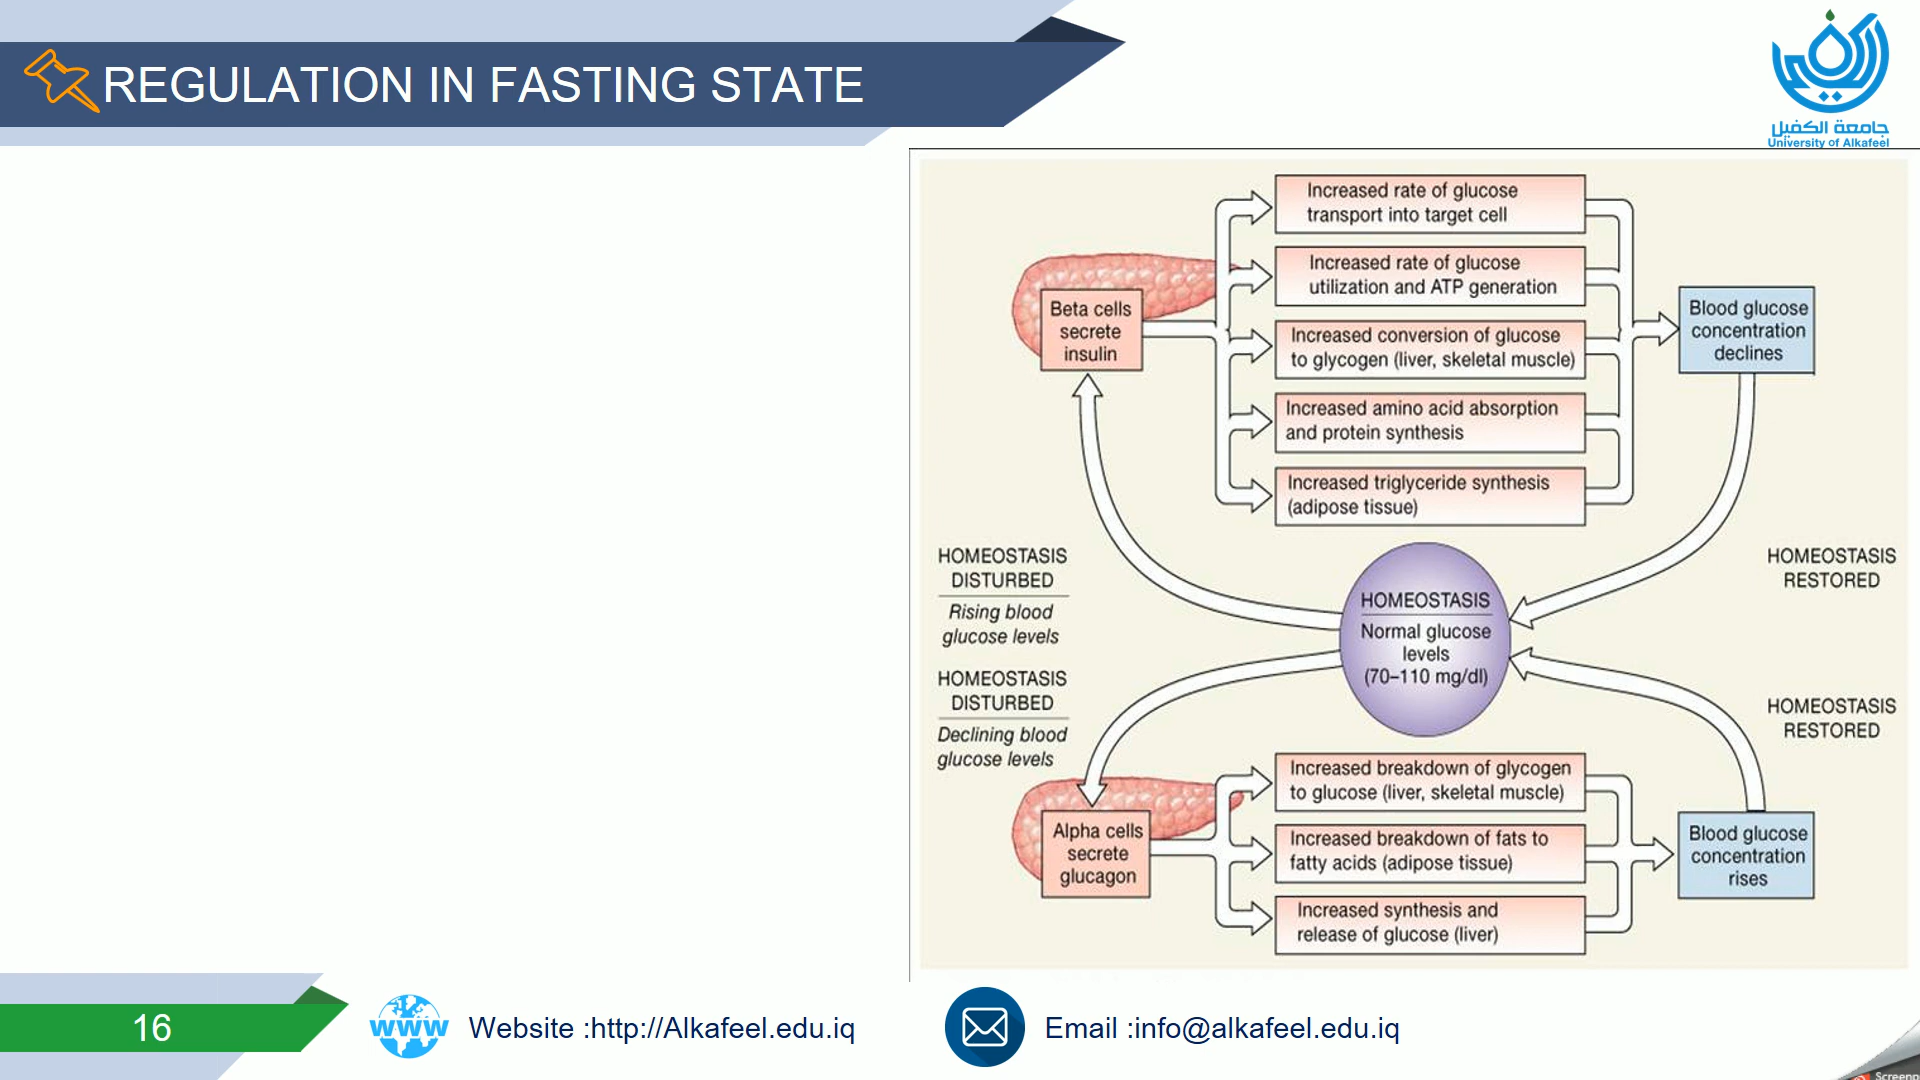 REGULATION IN FASTING STATE
جامعة الكفيل
University of Alkafeel
Increased rate of glucose
transport into target cell
Increased rate of glucose
utilization and ATP generation
Beta cells
secrete
insulin
Increased conversion of glucose
to glycogen (liver, skeletal muscle)
Blood glucose
concentration
declines
Increased amino acid absorption
and protein synthesis
Increased triglyceride synthesis
(adipose tissue)
HOMEOSTASIS
DISTURBED
Rising blood
glucose levels
HOMEOSTASIS
RESTORED
HOMEOSTASIS
Normal glucose
levels
(70–110 mg/dl)
HOMEOSTASIS
DISTURBED
Declining blood
glucose levels
HOMEOSTASIS
RESTORED
Increased breakdown of glycogen
to glucose (liver, skeletal muscle)
Alpha cells
secrete
glucagon
Increased breakdown of fats to
fatty acids (adipose tissue)
Blood glucose
concentration
rises
Increased synthesis and
release of glucose (liver)
16
WWW
Website :http://Alkafeel.edu.iq
Email :info@alkafeel.edu.iq